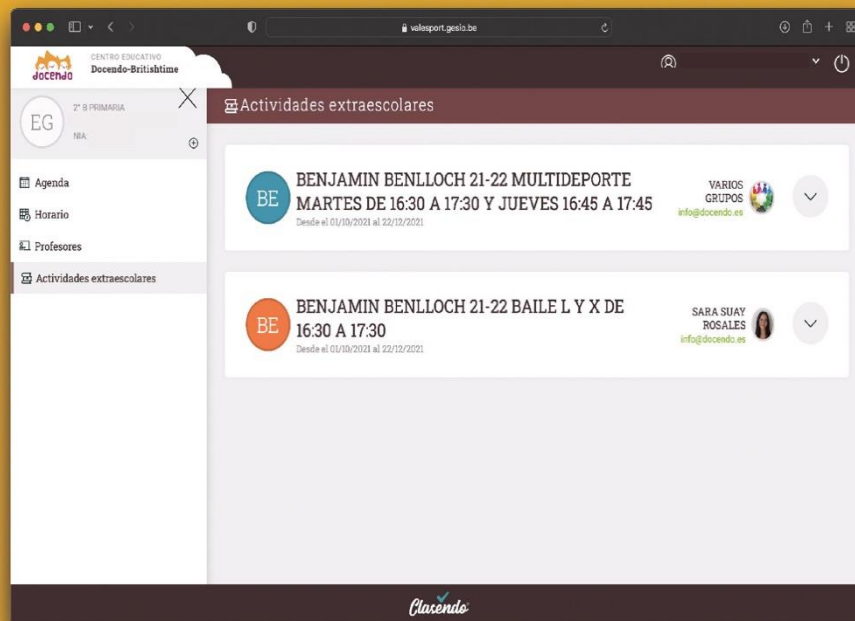 valesport.gesio.be
docendo
CENTRO EDUCATIVO
Docendo-Britishtime
EG
2º B PRIMARIA
NIA:
Agenda
Horario
Profesores
Actividades extraescolares
Actividades extraescolares
BE
BENJAMIN BENLLOCH 21-22 MULTIDEPORTE
MARTES DE 16:30 A 17:30 Y JUEVES 16:45 A 17:45
Desde el 01/10/2021 al 22/12/2021
VARIOS
GRUPOS
info@docendo.es
BE
BENJAMIN BENLLOCH 21-22 BAILE L Y X DE
16:30 A 17:30
Desde el 01/10/2021 al 22/12/2021
SARA SUAY
ROSALES
info@docendo.es
Clasendo